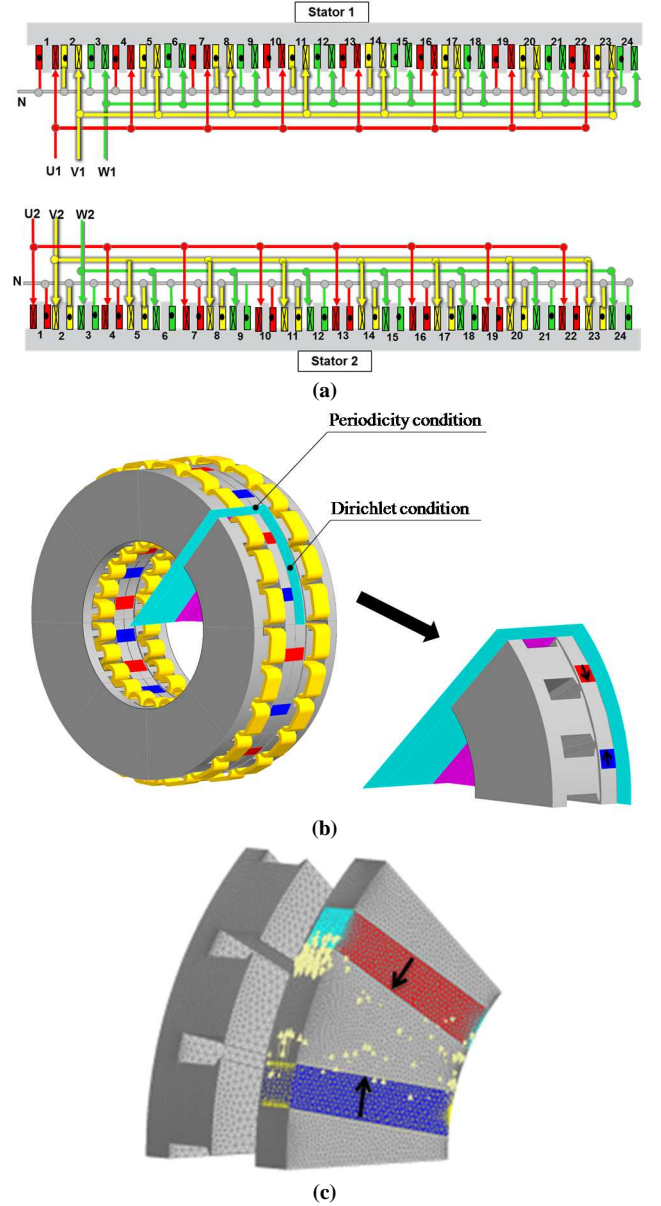 Stator 1
1 2 3 4 5 6 7 8 9 10 11 12 13 14 15 16 17 18 19 20 21 22 23 24
N
U1 V1 W1
U2 V2 W2
N
1 2 3 4 5 6 7 8 9 10 11 12 13 14 15 16 17 18 19 20 21 22 23 24
Stator 2
(a)
Periodicity condition
Dirichlet condition
(b)
(c)